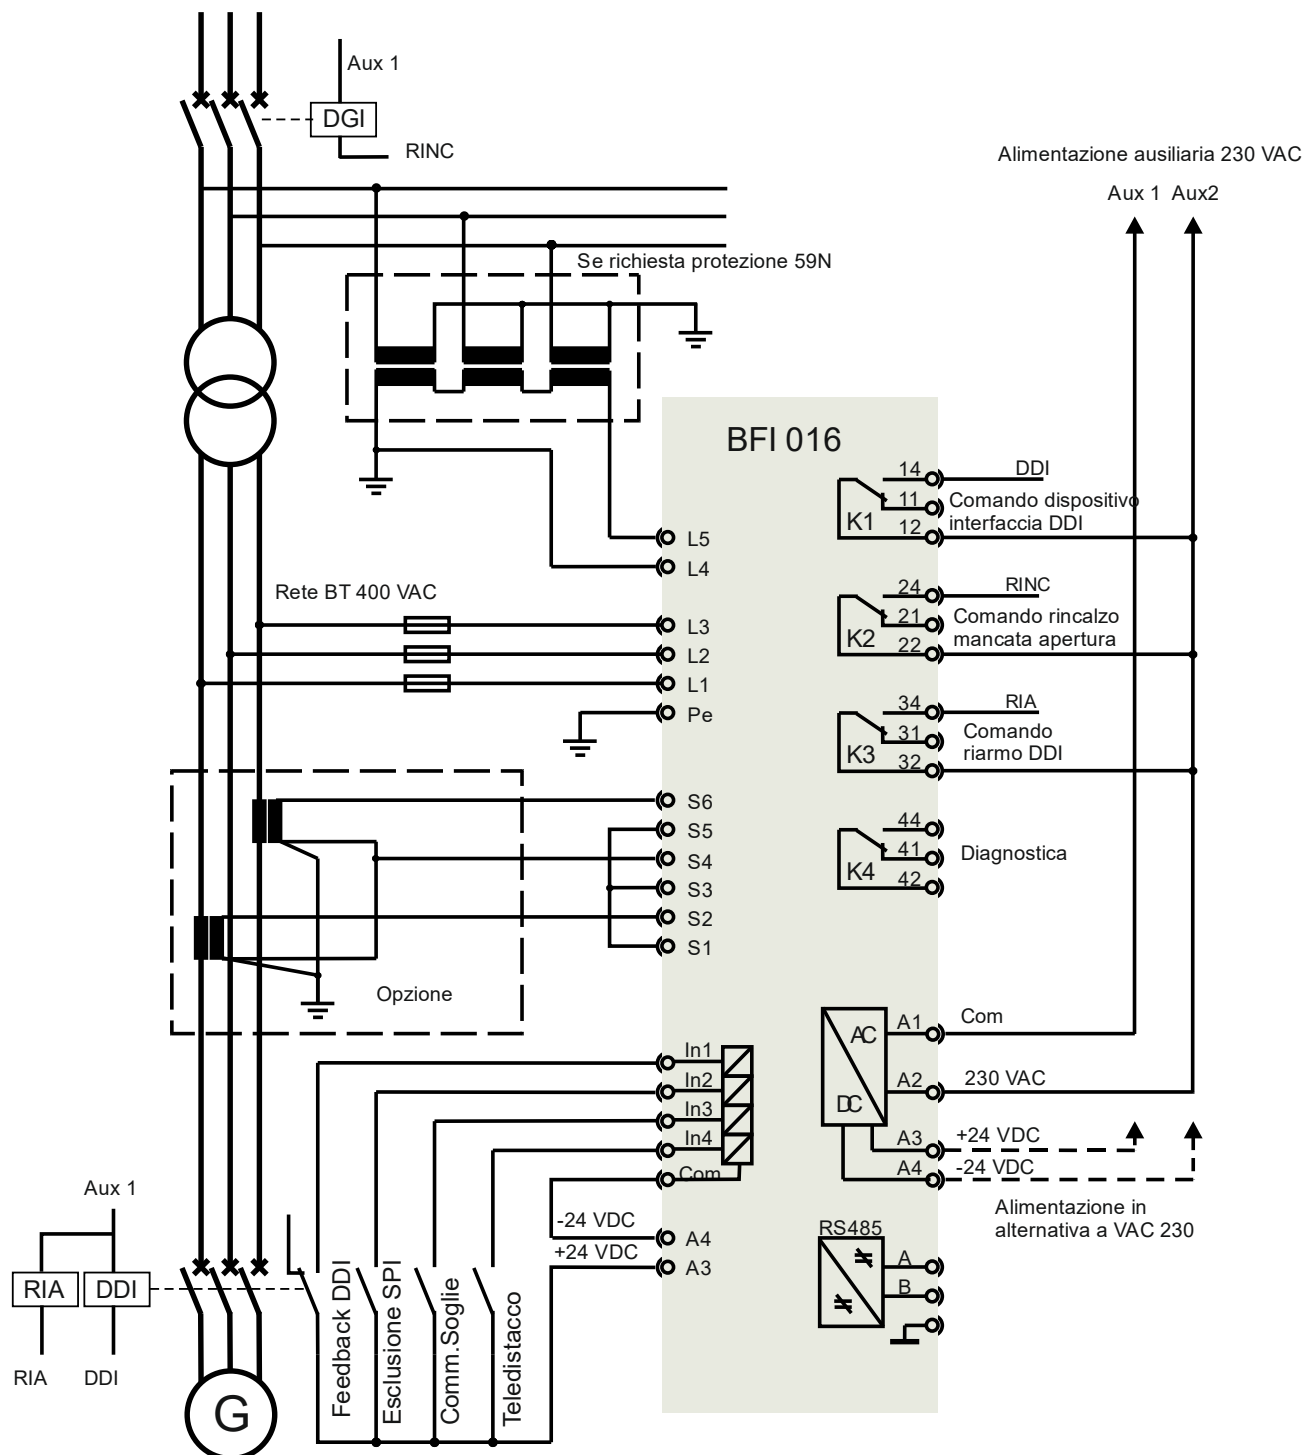 Aux 1
DGI
RINC
Alimentazione ausiliaria 230 VAC
Aux 1 Aux2
Se richiesta protezione 59N
BFI 016
14
DDI
11
Comando dispositivo
interfaccia DDI
K1
12
L5
L4
Rete BT 400 VAC
24
RINC
21
Comando rincalzo
mancata apertura
K2
22
L3
L2
L1
Pe
34
RIA
31
Comando
riarmo DDI
K3
32
S6
S5
S4
S3
S2
S1
44
41
Diagnostica
K4
42
Opzione
AC
DC
A1
Com
A2
230 VAC
A3
+24 VDC
A4
-24 VDC
Alimentazione in
alternativa a VAC 230
In1
In2
In3
In4
Com
-24 VDC
A4
+24 VDC
A3
RS485
A
B
Aux 1
RIA
DDI
RIA
DDI
Feedback DDI
Esclusione SPI
Comm.Soglie
Teledistacco
G